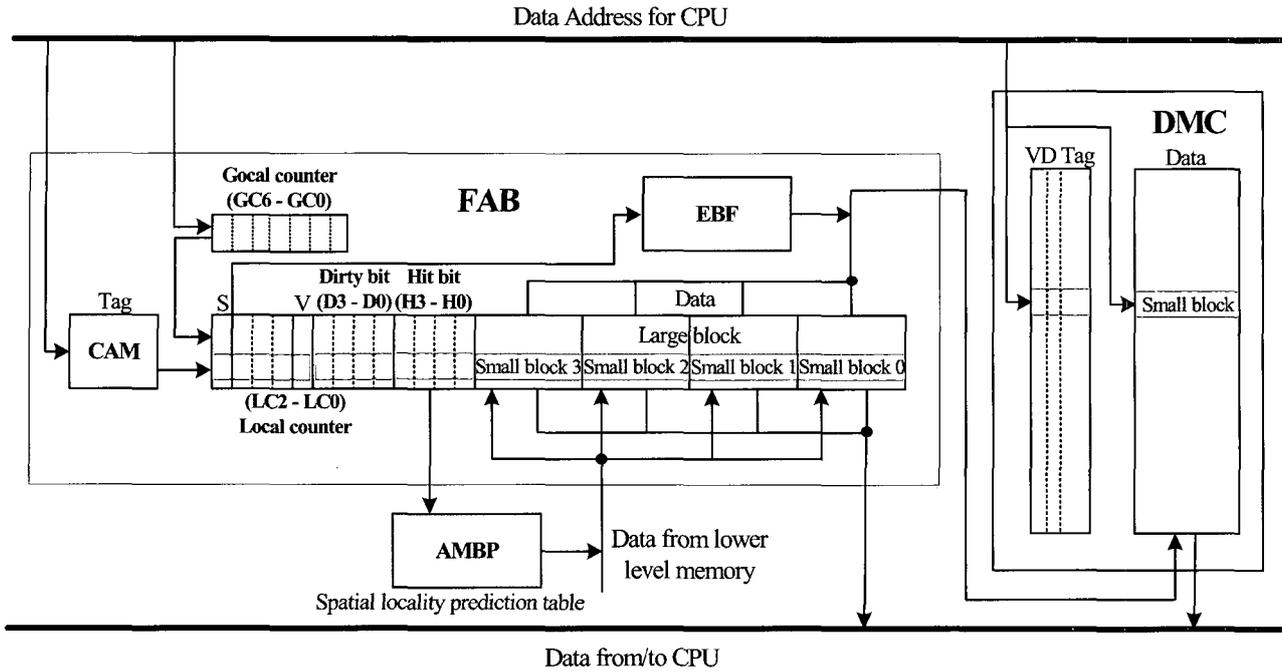 Data Address for CPU
DMC
VD Tag
Data
Gocal counter
(GC6 - GC0)
FAB
EBF
Dirty bit
(D3 - D0)
Hit bit
(H3 - H0)
Tag
S
V
Data
CAM
Large block
Small block 3
Small block 2
Small block 1
Small block 0
Small block
(LC2 - LC0)
Local counter
AMBP
Data from lower
level memory
Spatial locality prediction table
Data from/to CPU